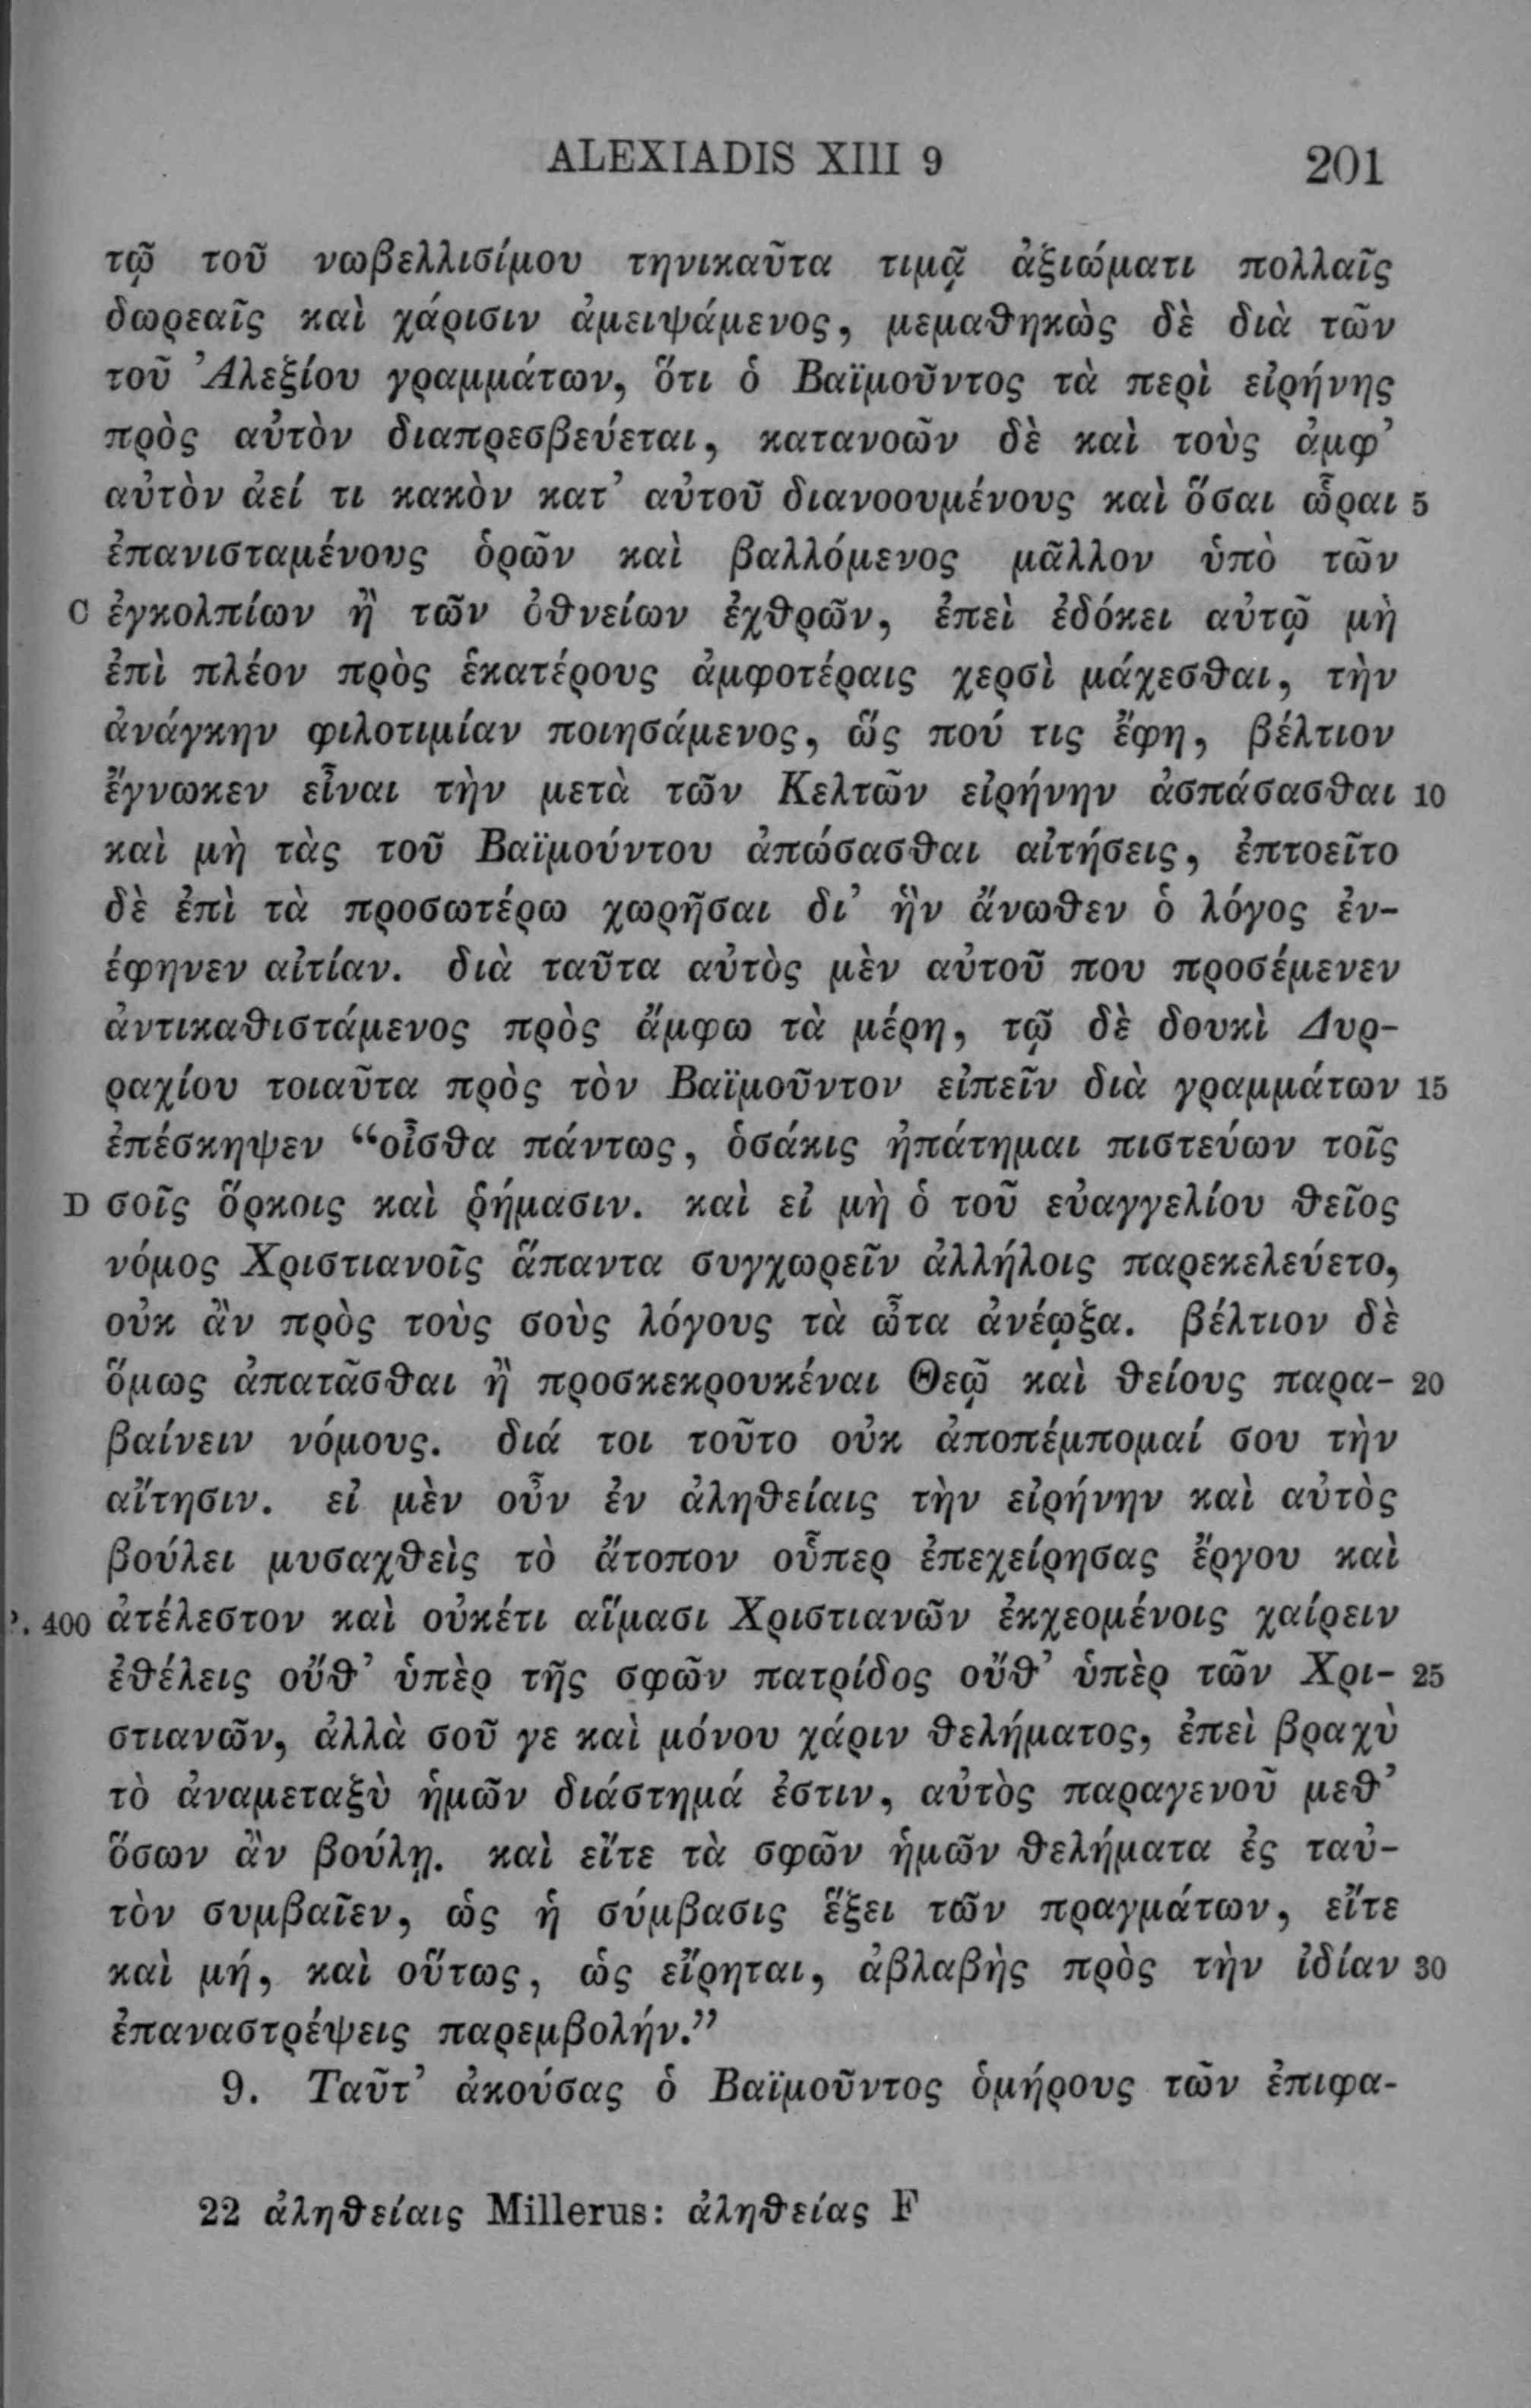 ALEXIADIS XIII 9 201
τῷ τοῦ νωβελλισίμου τηνικαῦτα τιμᾷ ἀξιώματι πολλαῖς
δωρεαῖς καὶ χάρισιν ἀμειψάμενος, μεμαθηκὼς δὲ διὰ τῶν
τοῦ Ἀλεξίου γραμμάτων, ὅτι ὁ Βαϊμοῦντος τὰ περὶ εἰρήνης
πρὸς αὐτὸν διαπρεσβεύεται, κατανοῶν δὲ καὶ τοὺς ἀμφ’
αὐτὸν ἀεί τι κακὸν κατ’ αὐτοῦ διανοουμένους καὶ ὅσαι ὧραι 5
ἐπανισταμένους ὁρῶν καὶ βαλλόμενος μᾶλλον ὑπὸ τῶν
C ἐγκολπίων ἢ τῶν ὀθνείων ἐχθρῶν, ἐπεὶ ἐδόκει αὐτῷ μὴ
ἐπὶ πλέον πρὸς ἑκατέρους ἀμφοτέραις χερσὶ μάχεσθαι, τὴν
ἀνάγκην φιλοτιμίαν ποιησάμενος, ὥς πού τις ἔφη, βέλτιον
ἔγνωκεν εἶναι τὴν μετὰ τῶν Κελτῶν εἰρήνην ἀσπάσασθαι 10
καὶ μὴ τὰς τοῦ Βαϊμούντου ἀπώσασθαι αἰτήσεις, ἐπτοεῖτο
δὲ ἐπὶ τὰ προσωτέρω χωρῆσαι δι’ ἣν ἄνωθεν ὁ λόγος ἐν-
έφηνεν αἰτίαν. διὰ ταῦτα αὐτὸς μὲν αὐτοῦ που προσέμενεν
ἀντικαθιστάμενος πρὸς ἄμφω τὰ μέρη, τῷ δὲ δουκὶ Δυρ-
ραχίου τοιαῦτα πρὸς τὸν Βαϊμοῦντον εἰπεῖν διὰ γραμμάτων 15
ἐπέσκηψεν “οἶσθα πάντως, ὁσάκις ἠπάτημαι πιστεύων τοῖς
D σοῖς ὅρκοις καὶ ῥήμασιν. καὶ εἰ μὴ ὁ τοῦ εὐαγγελίου θεῖος
νόμος Χριστιανοῖς ἅπαντα συγχωρεῖν ἀλλήλοις παρεκελεύετο,
οὐκ ἂν πρὸς τοὺς σοὺς λόγους τὰ ὦτα ἀνέῳξα. βέλτιον δὲ
ὅμως ἀπατᾶσθαι ἢ προσκεκρουκέναι Θεῷ καὶ θείους παρα- 20
βαίνειν νόμους. διά τοι τοῦτο οὐκ ἀποπέμπομαί σου τὴν
αἴτησιν. εἰ μὲν οὖν ἐν ἀληθείαις τὴν εἰρήνην καὶ αὐτὸς
βούλει μυσαχθεὶς τὸ ἄτοπον οὗπερ ἐπεχείρησας ἔργου καὶ
. 400 ἀτέλεστον καὶ οὐκέτι αἵμασι Χριστιανῶν ἐκχεομένοις χαίρειν
ἐθέλεις οὔθ’ ὑπὲρ τῆς σφῶν πατρίδος οὔθ’ ὑπὲρ τῶν Χρι- 25
στιανῶν, ἀλλὰ σοῦ γε καὶ μόνου χάριν θελήματος, ἐπεὶ βραχὺ
τὸ ἀναμεταξὺ ἡμῶν διάστημά ἐστιν, αὐτὸς παραγενοῦ μεθ’
ὅσων ἂν βούλῃ. καὶ εἴτε τὰ σφῶν ἡμῶν θελήματα ἐς ταὐ-
τὸν συμβαῖεν, ὡς ἡ σύμβασις ἕξει τῶν πραγμάτων, εἴτε
καὶ μή, καὶ οὕτως, ὡς εἴρηται, ἀβλαβὴς πρὸς τὴν ἰδίαν 30
ἐπαναστρέψεις παρεμβολήν.”
9. Ταῦτ’ ἀκούσας ὁ Βαϊμοῦντος ὁμήρους τῶν ἐπιφα-
22 ἀληθείαις Millerus: ἀληθείας F